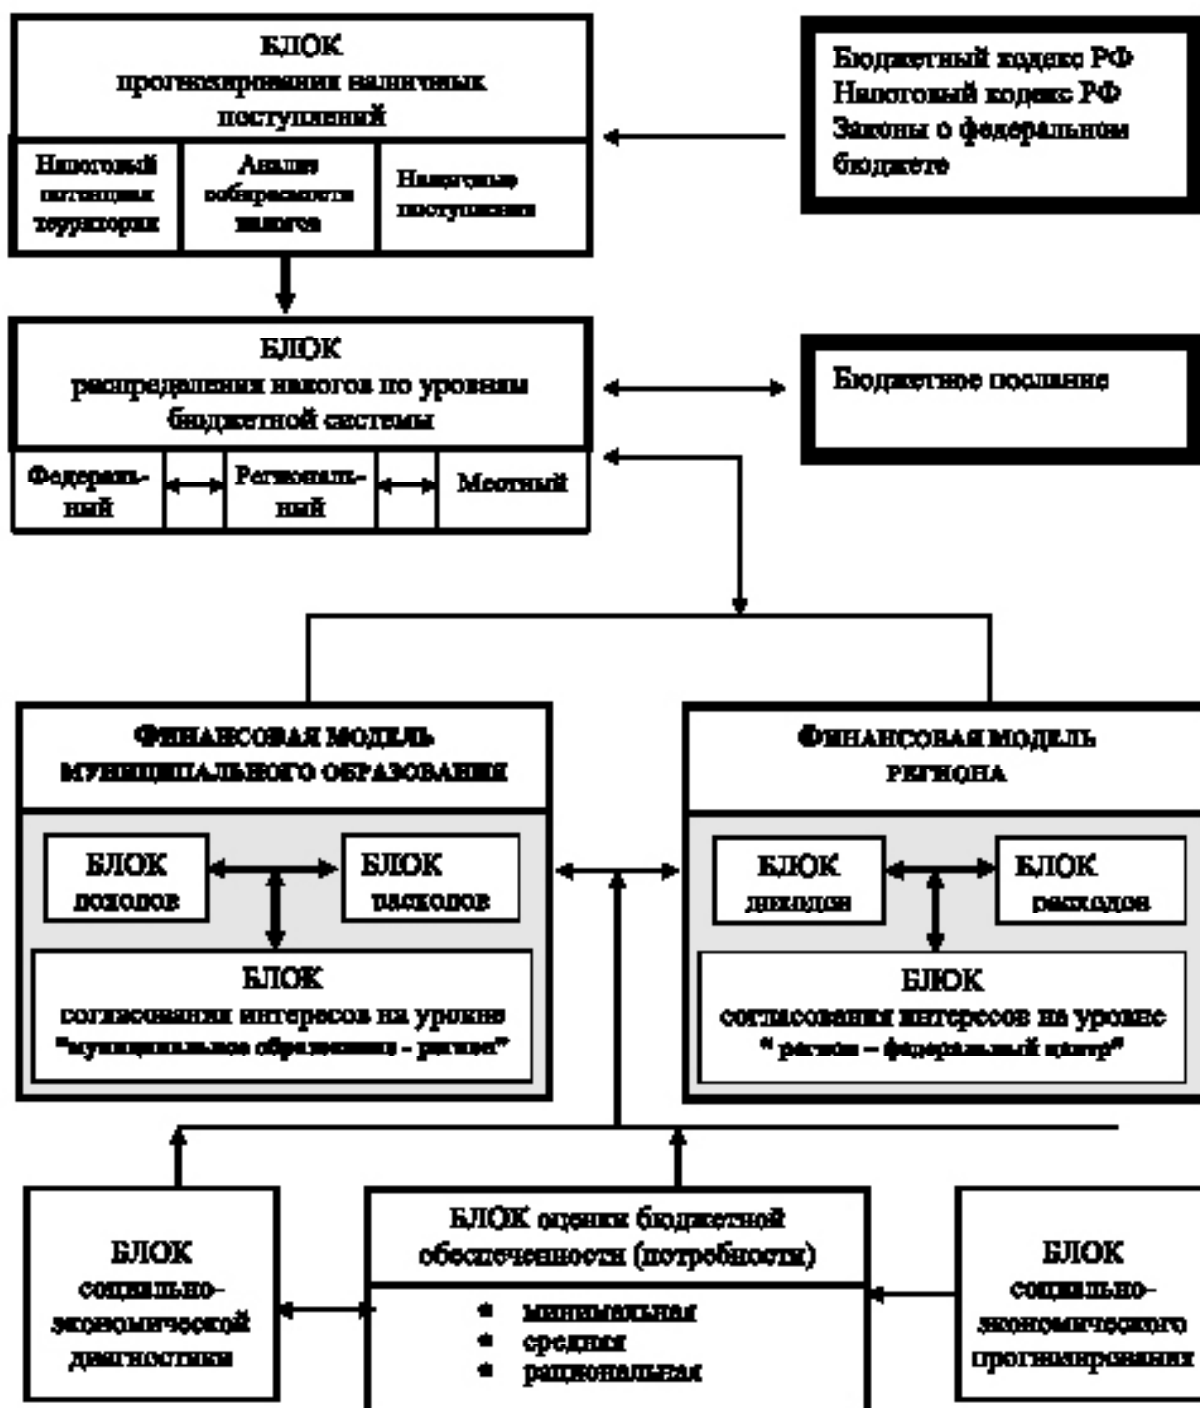 БЛОК
прогнозирования налоговых
поступлений
Налоговый
потенциал
территории
Анализ
собираемости
налогов
Налоговые
поступления
Бюджетный кодекс РФ
Налоговый кодекс РФ
Законы о федеральном
бюджете
БЛОК
распределения налогов по уровням
бюджетной системы
Федераль-
ный
Региональ-
ный
Местный
Бюджетное послание
ФИНАНСОВАЯ МОДЕЛЬ
МУНИЦИПАЛЬНОГО ОБРАЗОВАНИЯ
БЛОК
доходов
БЛОК
расходов
БЛОК
согласования интересов на уровне
"муниципальное образование - регион"
ФИНАНСОВАЯ МОДЕЛЬ
РЕГИОНА
БЛОК
доходов
БЛОК
расходов
БЛОК
согласования интересов на уровне
" регион – федеральный центр"
БЛОК
социально-
экономической
диагностики
БЛОК оценки бюджетной
обеспеченности (потребности)
• минимальная
• средняя
• рациональная
БЛОК
социально-
экономического
прогнозирования